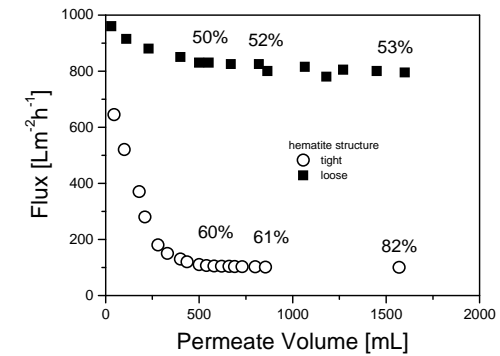 1000
800
600
400
200
0
Flux [Lm-2h-1]
50% 52% 53%
hematite structure
tight
loose
60% 61% 82%
0 500 1000 1500 2000
Permeate Volume [mL]